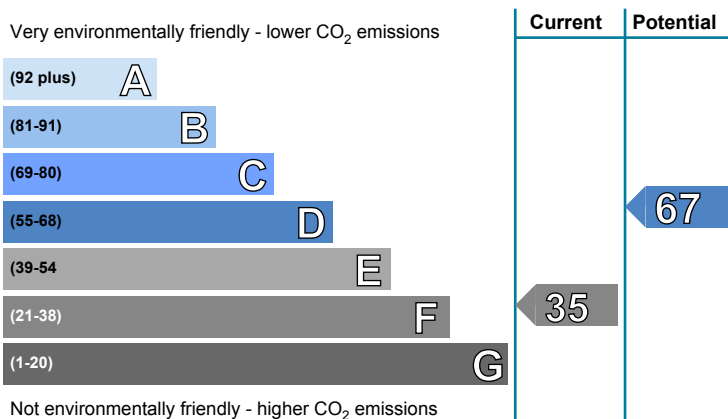 Current Potential
Very environmentally friendly - lower CO2 emissions
(92 plus) A
(81-91) B
(69-80) C
(55-68) D
67
(39-54 E
(21-38) F
35
(1-20) G
Not environmentally friendly - higher CO2 emissions